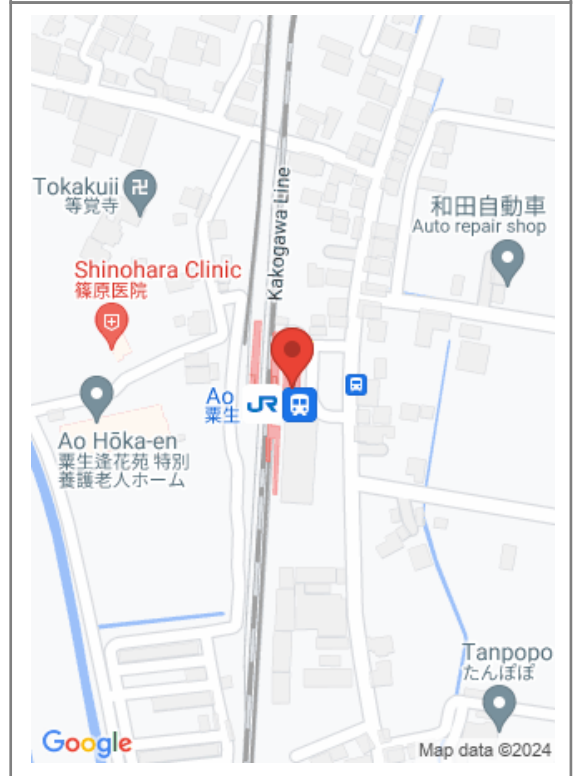 Tokakuji
等覚寺
Kakogawa Line
和田自動車
Auto repair shop
Shinohara Clinic
篠原医院
Ao
粟生
JR
Ao Hōka-en
粟生逢花苑 特別
養護老人ホーム
Tanpopo
たんぽぽ
Google
Map data ©2024